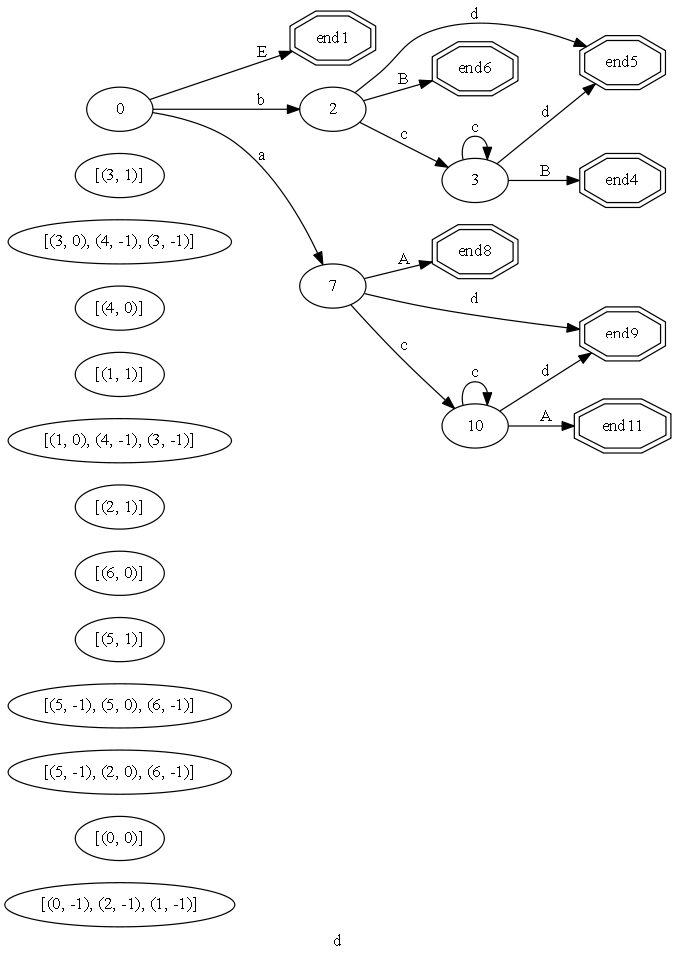 d
end1
E
end5
B
end6
0
b
2
c
c
d
a
3
B
end4
[(3, 1)]
[(3, 0), (4, -1), (3, -1)]
A
end8
7
d
[(4, 0)]
end9
c
c
d
[(1, 1)]
10
A
end11
[(1, 0), (4, -1), (3, -1)]
[(2, 1)]
[(6, 0)]
[(5, 1)]
[(5, -1), (5, 0), (6, -1)]
[(5, -1), (2, 0), (6, -1)]
[(0, 0)]
[(0, -1), (2, -1), (1, -1)]
d